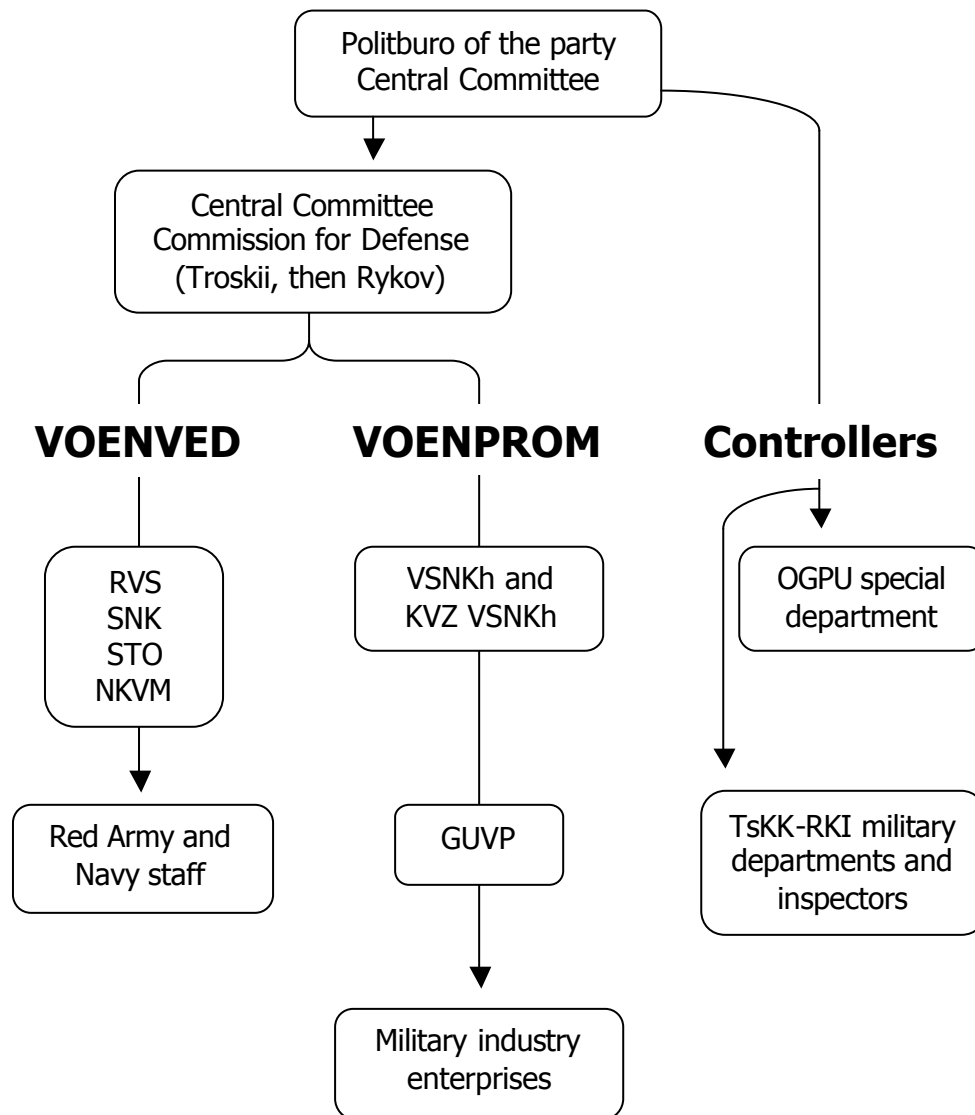 Politburo of the party
Central Committee
Central Committee
Commission for Defense
(Troskii, then Rykov)
VOENVED
VOENPROM
Controllers
RVS
SNK
STO
NKVM
VSNKh and
KVZ VSNKh
OGPU special
department
Red Army and
Navy staff
GUVP
TsKK-RKI military
departments and
inspectors
Military industry
enterprises